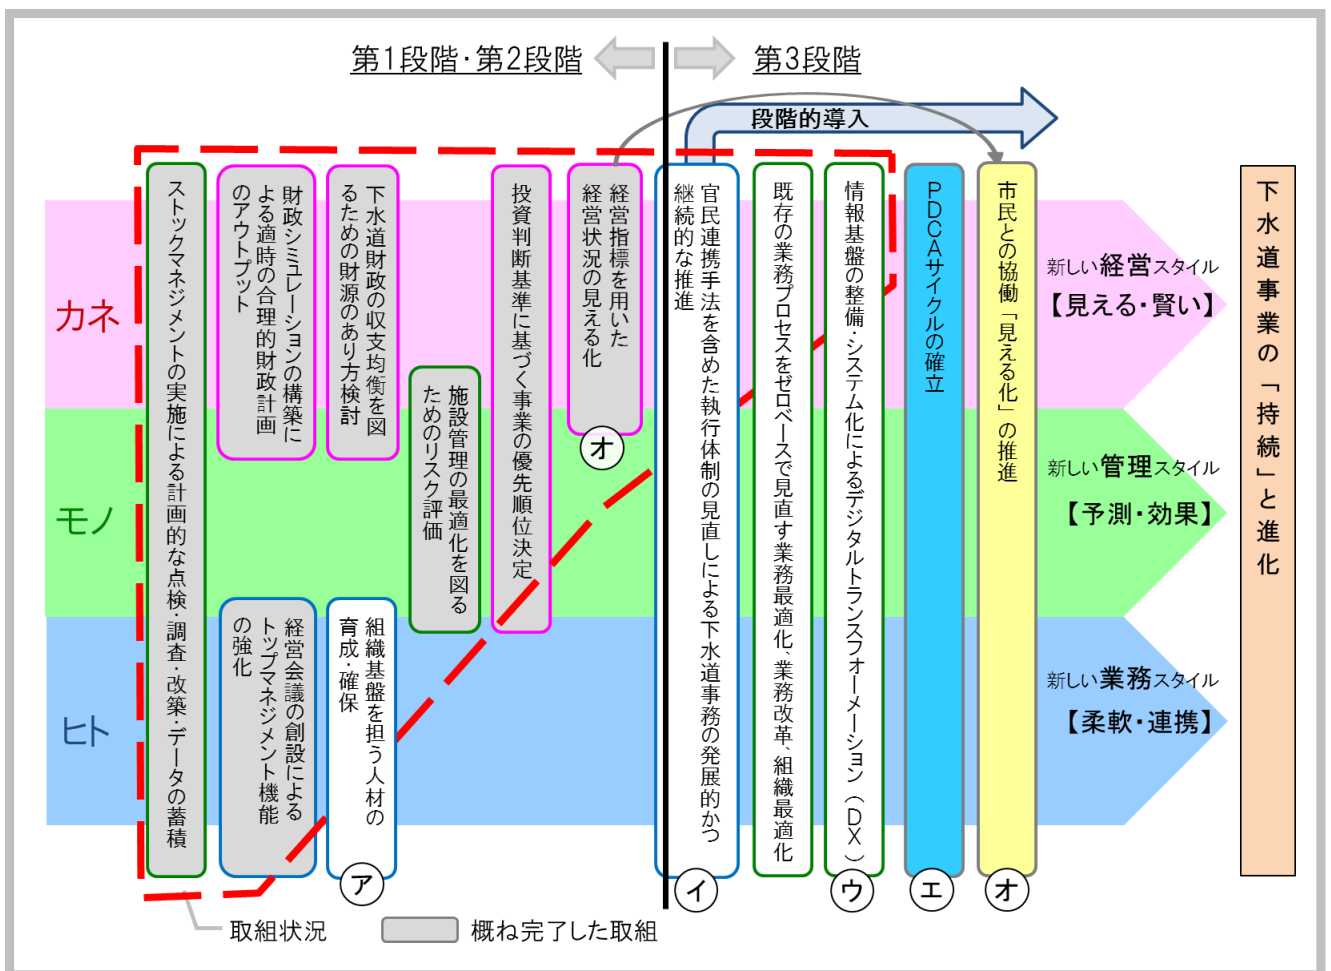 第1段階・第2段階
第3段階
段階的導入
カネ
モノ
ヒト
ストックマネジメントの実施による計画的な点検・調査・改築・データの蓄積
財政シミュレーションの構築に
よる適時の合理的財政計画
のアウトプット
経営会議の創設による
トップマネジメント機能
の強化
下水道財政の収支均衡を図
るための財源のあり方検討
組織基盤を担う人材の
育成・確保
ア
施設管理の最適化を図る
ためのリスク評価
投資判断基準に基づく事業の優先順位決定
経営指標を用いた
経営状況の見える化
オ
官民連携手法を含めた執行体制の見直しによる下水道事務の発展的かつ
継続的な推進
イ
既存の業務プロセスをゼロベースで見直す業務最適化、業務改革、組織最適化
情報基盤の整備・システム化によるデジタルトランスフォーメーション(DX)
ウ
PDCAサイクルの確立
エ
市民との協働「見える化」の推進
オ
新しい経営スタイル
【見える・賢い】
新しい管理スタイル
【予測・効果】
新しい業務スタイル
【柔軟・連携】
下水道事業の「持続」と進化
取組状況
概ね完了した取組